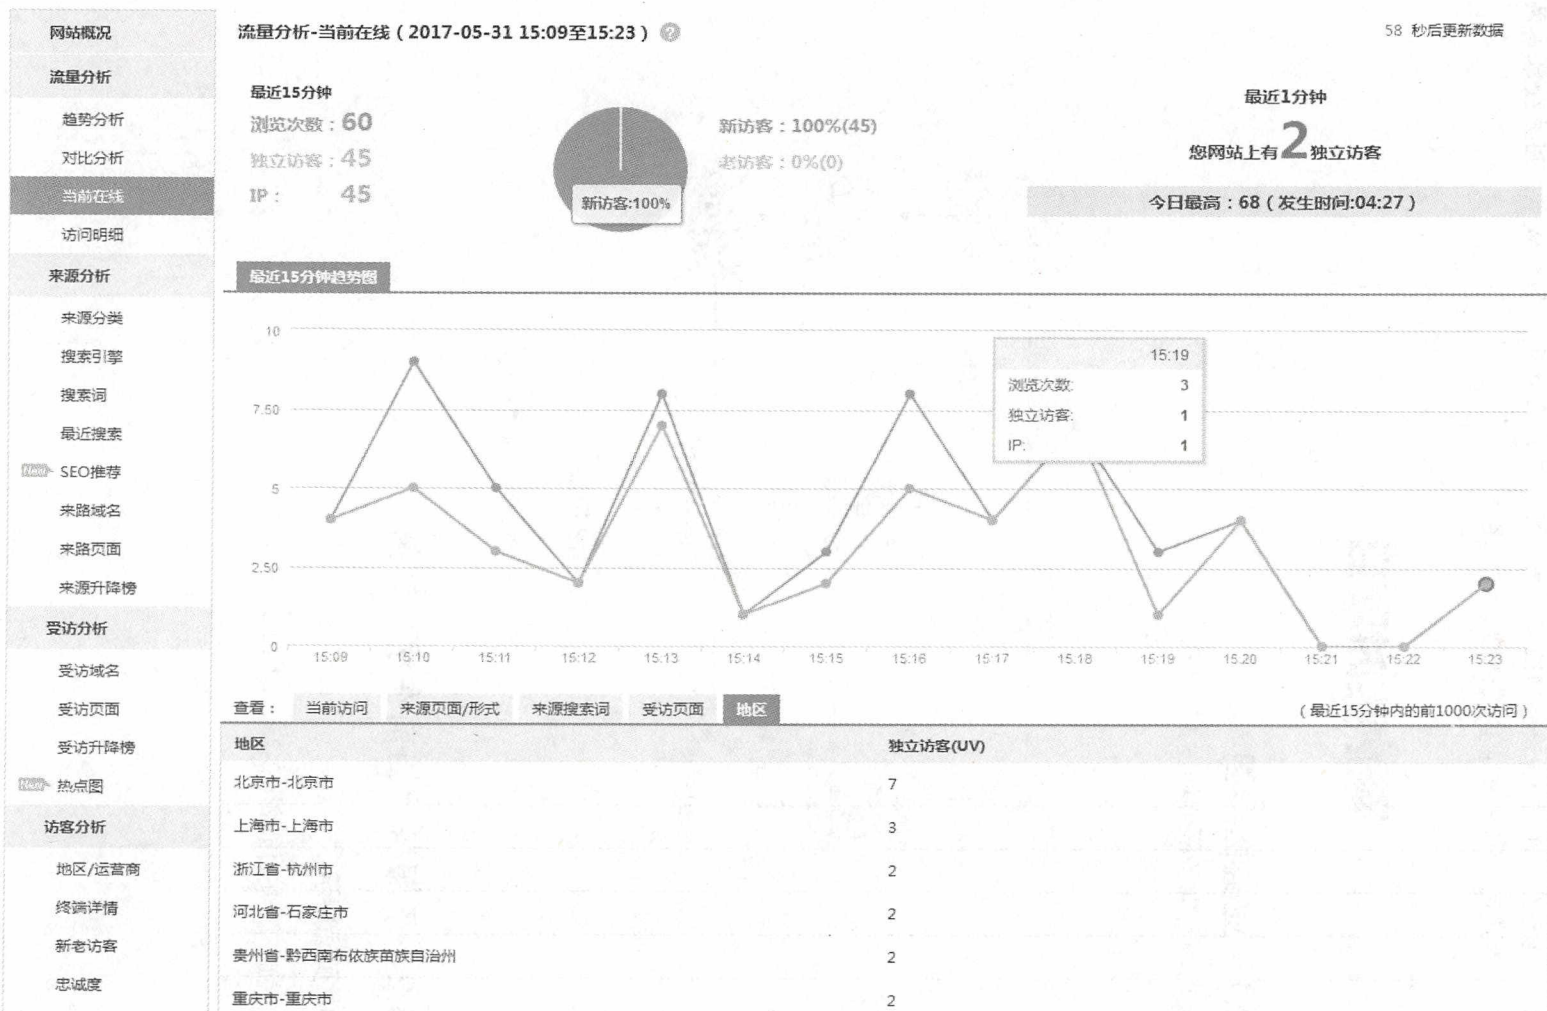 网站概况
流量分析
趋势分析
对比分析
当前在线
访问明细
来源分析
来源分类
搜索引擎
搜索词
最近搜索
New SEO推荐
来路域名
来路页面
来源升降榜
受访分析
受访域名
受访页面
受访升降榜
New 热点图
访客分析
地区/运营商
终端详情
新老访客
忠诚度
流量分析-当前在线 ( 2017-05-31 15:09至15:23 ) ?
58 秒后更新数据
最近15分钟
浏览次数：60
独立访客：45
IP： 45
新访客:100%
新访客：100%(45)
老访客：0%(0)
最近1分钟
您网站上有2独立访客
今日最高：68 ( 发生时间:04:27 )
最近15分钟趋势图
10
7.50
5
2.50
0
15:19
浏览次数: 3
独立访客: 1
IP: 1
15:09 15:10 15:11 15:12 15:13 15:14 15:15 15:16 15:17 15:18 15:19 15:20 15:21 15:22 15:23
查看： 当前访问 来源页面/形式 来源搜索词 受访页面 地区
( 最近15分钟内的前1000次访问 )
地区 独立访客(UV)
北京市-北京市 7
上海市-上海市 3
浙江省-杭州市 2
河北省-石家庄市 2
贵州省-黔西南布依族苗族自治州 2
重庆市-重庆市 2